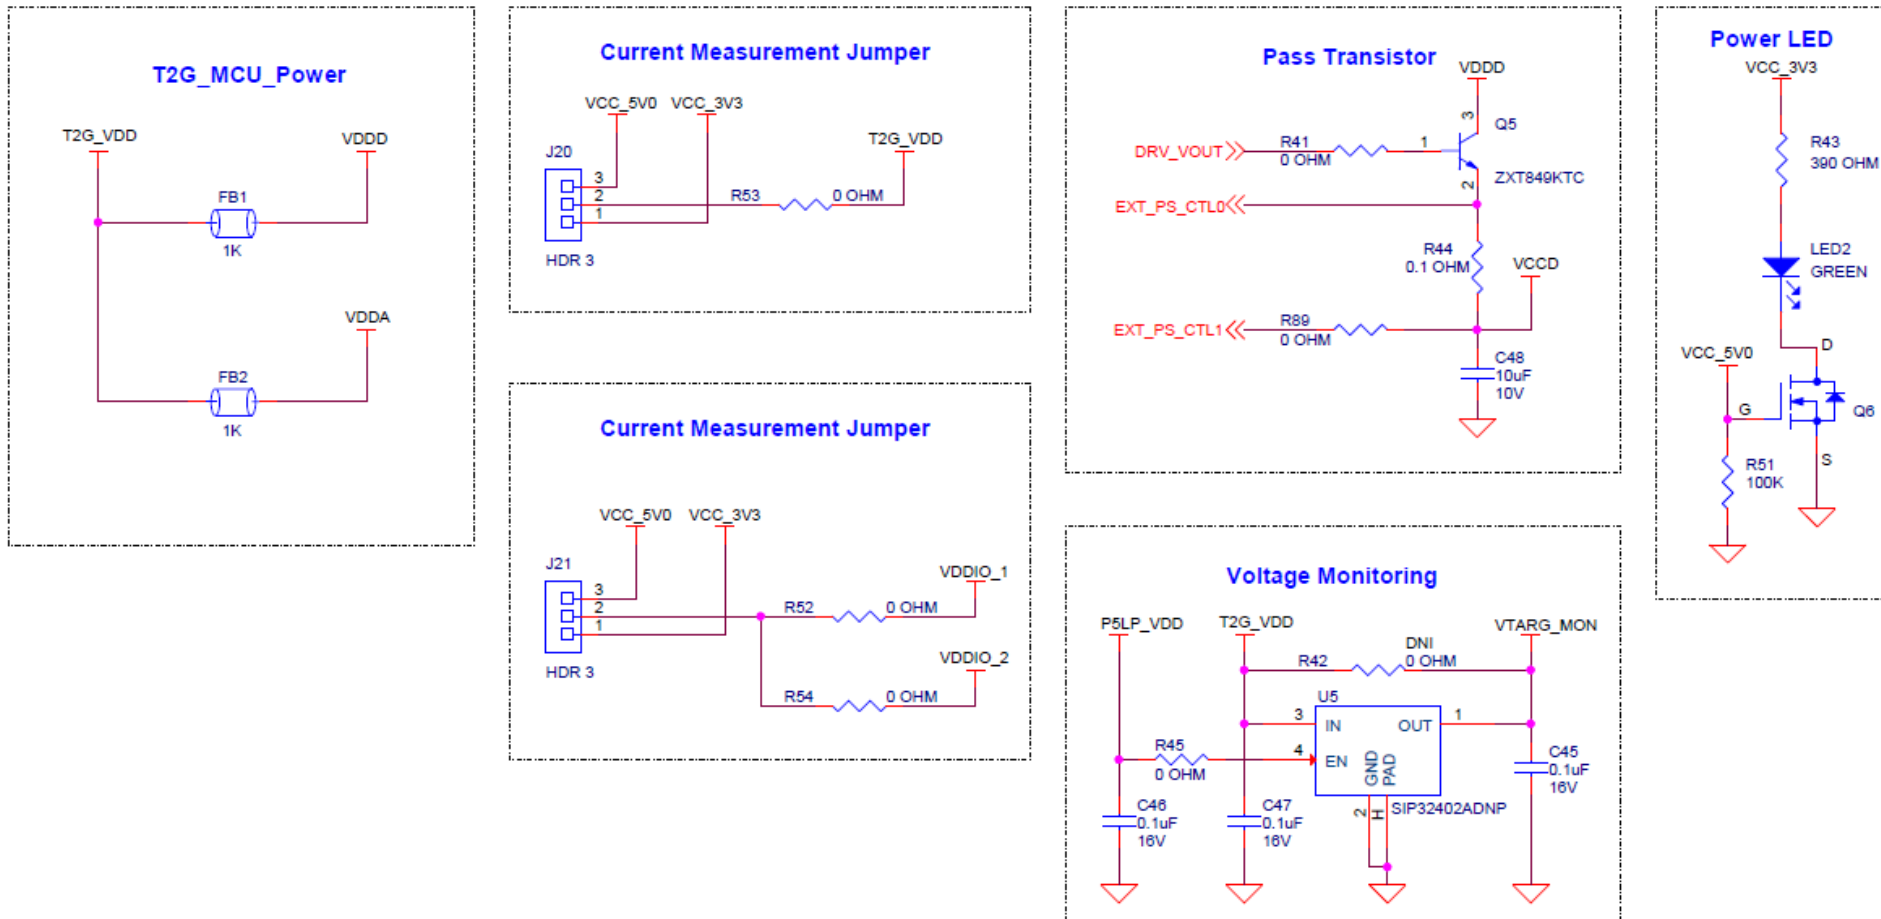 T2G_MCU_Power
T2G_VDD
VDDD
FB1
1K
VDDA
FB2
1K
Current Measurement Jumper
VCC_5V0 VCC_3V3
T2G_VDD
J20
3
2
1
R53
0 OHM
HDR 3
Current Measurement Jumper
VCC_5V0 VCC_3V3
J21
3
2
1
VDDIO_1
R52
0 OHM
VDDIO_2
R54
0 OHM
HDR 3
Pass Transistor
VDDD
3
Q5
DRV_VOUT
R41
0 OHM
1
ZXT849KTC
2
EXT_PS_CTL0
R44
0.1 OHM
VCCD
EXT_PS_CTL1
R89
0 OHM
C48
10uF
10V
Voltage Monitoring
P5LP_VDD
T2G_VDD
VTARG_MON
DNI
R42
0 OHM
U5
3
IN
OUT
1
R45
0 OHM
4
EN
GND
PAD
2
H
SIP32402ADNP
C46
0.1uF
16V
C47
0.1uF
16V
C45
0.1uF
16V
Power LED
VCC_3V3
R43
390 OHM
LED2
GREEN
VCC_5V0
D
G
Q6
S
R51
100K